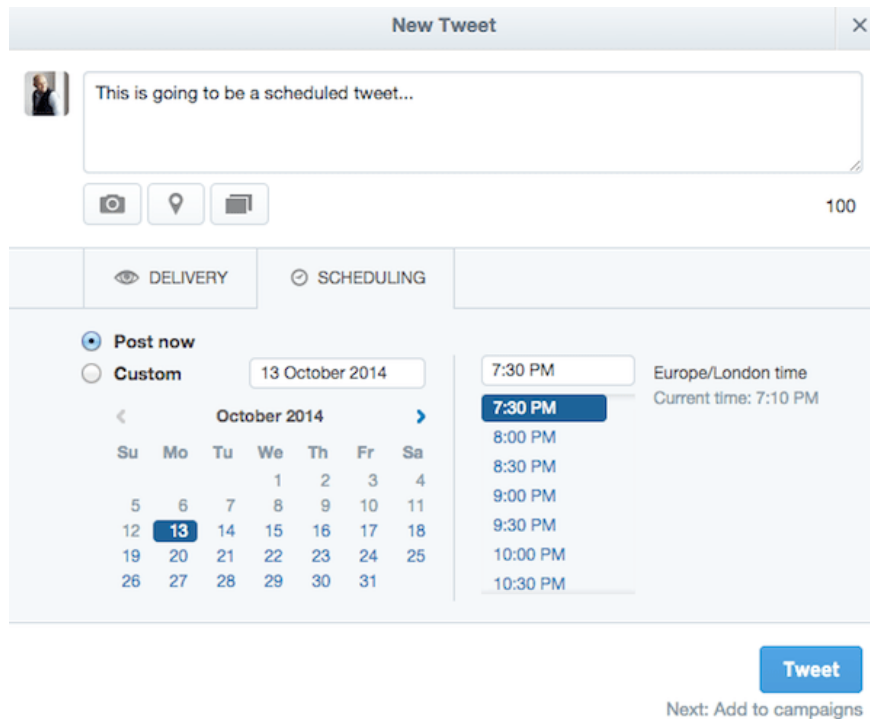 New Tweet
This is going to be a scheduled tweet...
100
DELIVERY SCHEDULING
Post now
Custom 13 October 2014
October 2014
Su Mo Tu We Th Fr Sa
1 2 3 4
5 6 7 8 9 10 11
12 13 14 15 16 17 18
19 20 21 22 23 24 25
26 27 28 29 30 31
7:30 PM
7:30 PM
8:00 PM
8:30 PM
9:00 PM
9:30 PM
10:00 PM
10:30 PM
Europe/London time
Current time: 7:10 PM
Tweet
Next: Add to campaigns